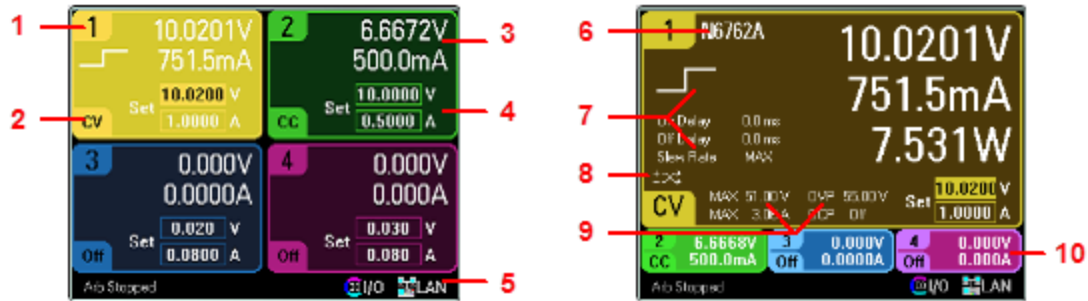 1
1
10.0201V
751.5mA
Set
10.0200 V
1.0000 A
2
CV
2
6.6672V
3
500.0mA
Set
10.0000 V
4
0.5000 A
CC
3
0.000V
0.0000A
Set
0.020 V
0.0800 A
Off
4
0.000V
0.000A
Set
0.030 V
0.080 A
Off
Arb Stopped
I/O
LAN
5
6
1
N6762A
10.0201V
751.5mA
7.531W
7
Delay 0.0 ms
Off Delay 0.0 ms
Slew Rate MAX
8
CV
MAX 51.00 V
OVP 55.00 V
MAX
Off
9
Set
10.0200 V
1.0000 A
2
6.6668V
CC
500.0mA
3
0.000V
Off
0.0000A
4
0.000V
Off
0.000A
10
Arb Stopped
I/O
LAN